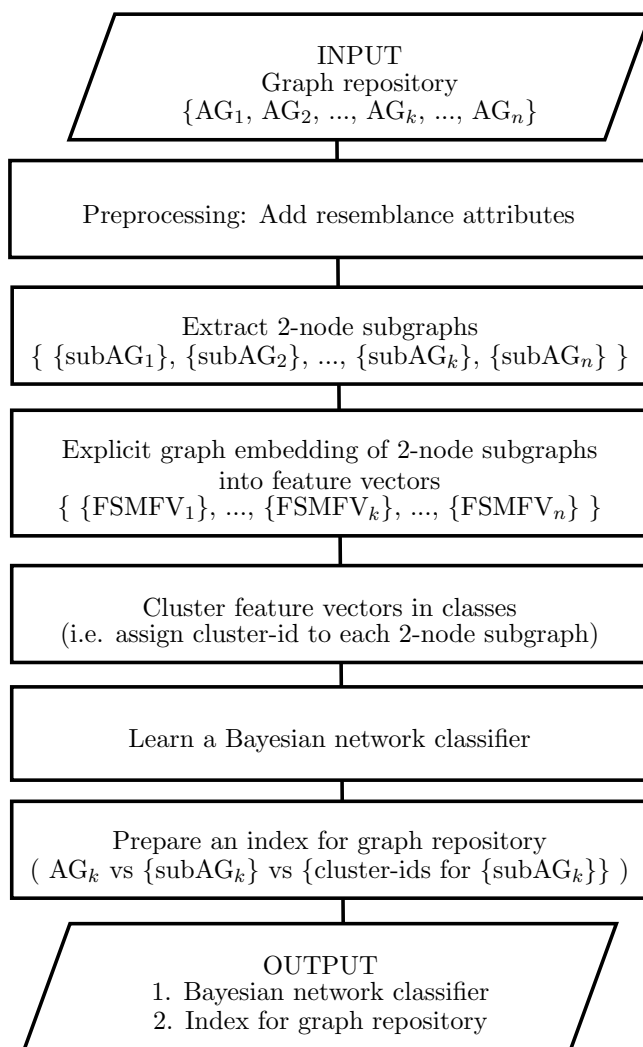 INPUT
Graph repository
{AG₁, AG₂, ..., AGₖ, ..., AGₙ}
Preprocessing: Add resemblance attributes
Extract 2-node subgraphs
{ {subAG₁}, {subAG₂}, ..., {subAGₖ}, {subAGₙ} }
Explicit graph embedding of 2-node subgraphs
into feature vectors
{ {FSMFV₁}, ..., {FSMFVₖ}, ..., {FSMFVₙ} }
Cluster feature vectors in classes
(i.e. assign cluster-id to each 2-node subgraph)
Learn a Bayesian network classifier
Prepare an index for graph repository
( AGₖ vs {subAGₖ} vs {cluster-ids for {subAGₖ}} )
OUTPUT
1. Bayesian network classifier
2. Index for graph repository